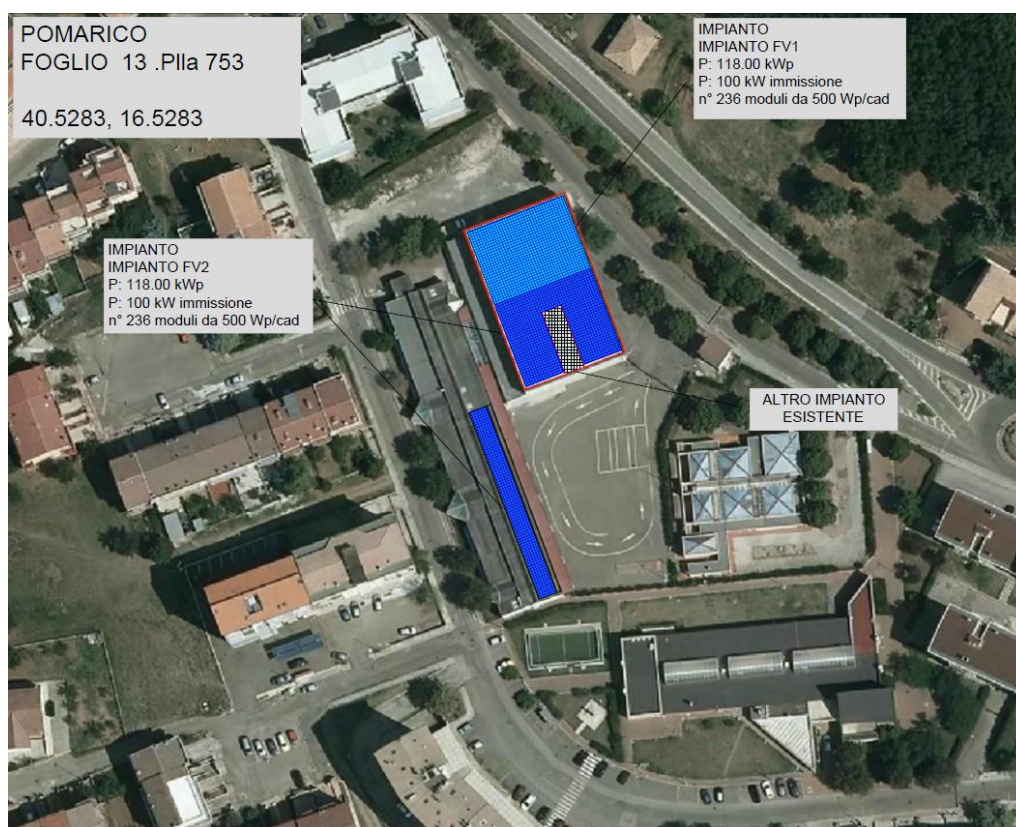 POMARICO
FOGLIO 13 .Plla 753
40.5283, 16.5283
IMPIANTO
IMPIANTO FV1
P: 118.00 kWp
P: 100 kW immissione
n° 236 moduli da 500 Wp/cad
IMPIANTO
IMPIANTO FV2
P: 118.00 kWp
P: 100 kW immissione
n° 236 moduli da 500 Wp/cad
ALTRO IMPIANTO
ESISTENTE